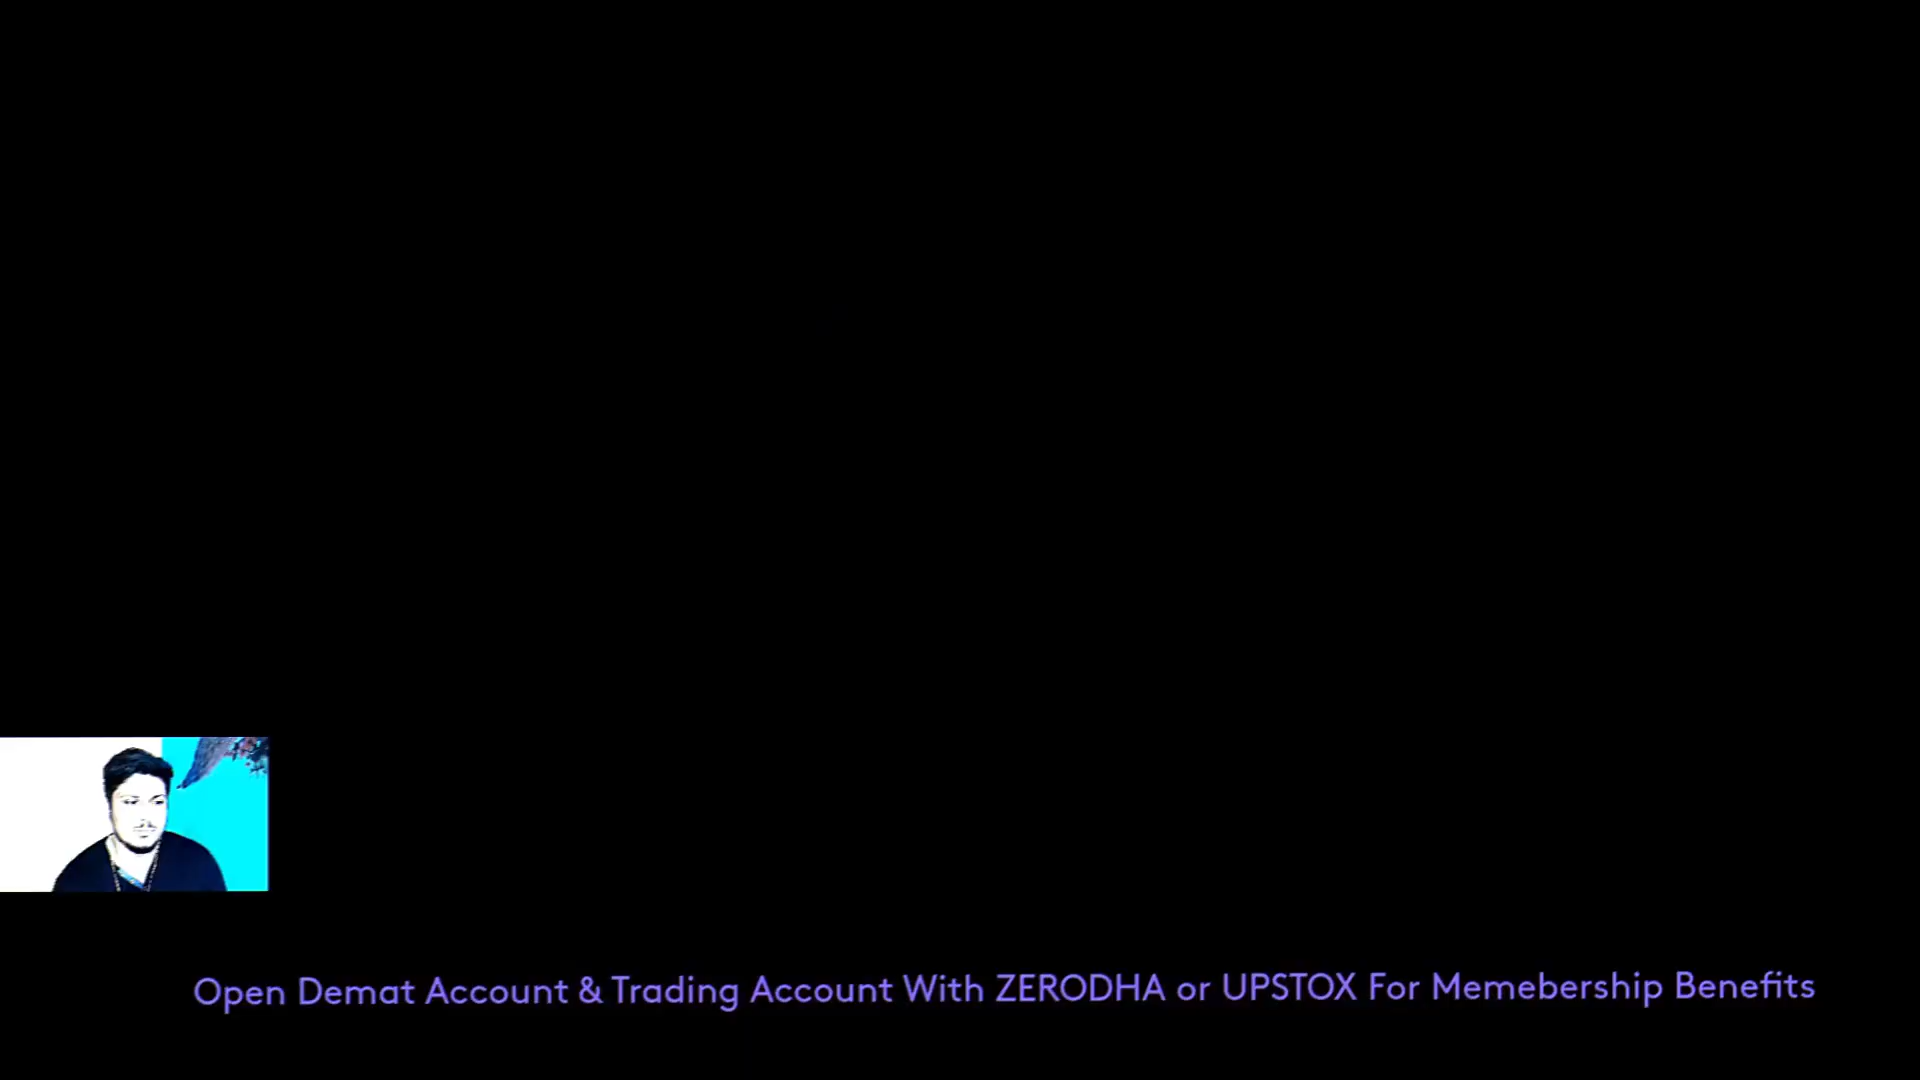 Open Demat Account & Trading Account With ZERODHA or UPSTOX For Memebership Benefits